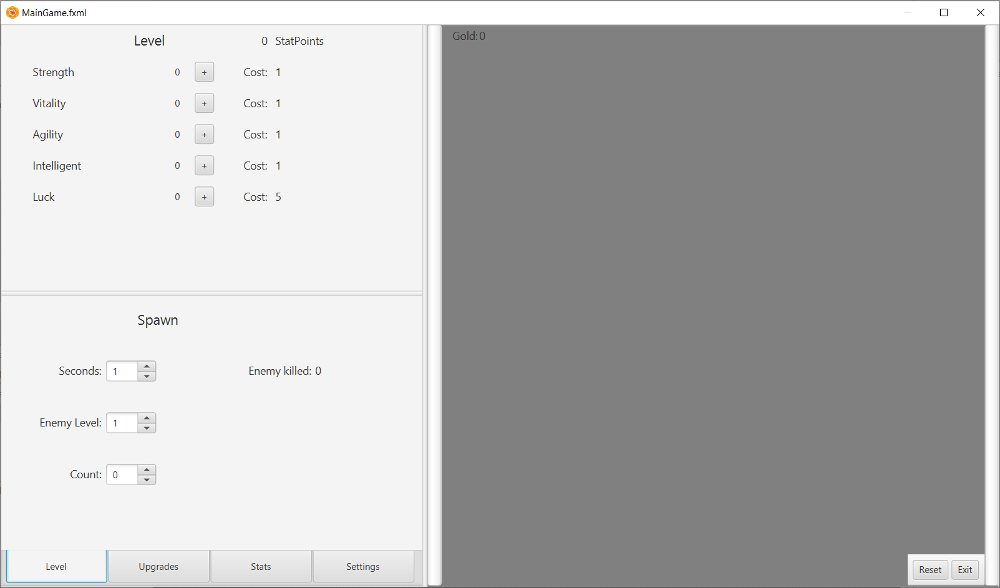 MainGame.fxml
Level 0 StatPoints
Strength 0 + Cost: 1
Vitality 0 + Cost: 1
Agility 0 + Cost: 1
Intelligent 0 + Cost: 1
Luck 0 + Cost: 5
Spawn
Seconds: 1 Enemy killed: 0
Enemy Level: 1
Count: 0
Level Upgrades Stats Settings
Gold: 0
Reset Exit